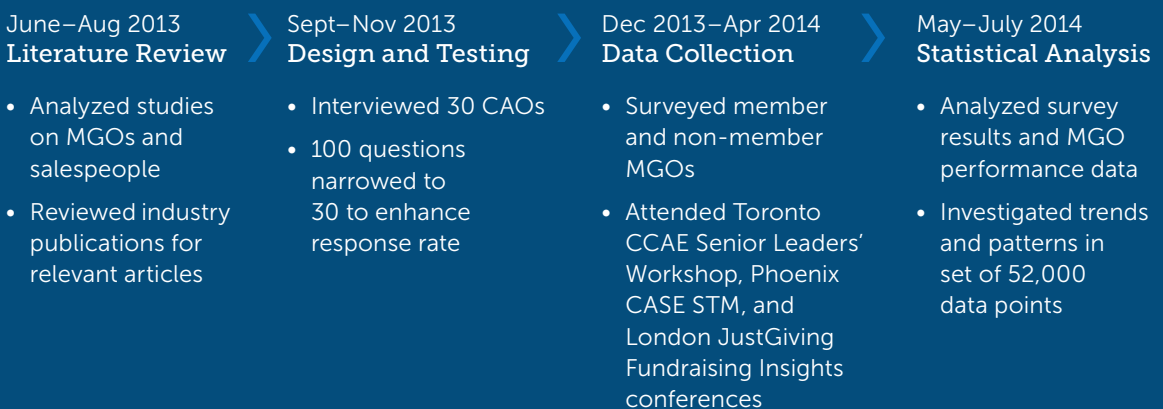 June–Aug 2013
Literature Review
• Analyzed studies
on MGOs and
salespeople
• Reviewed industry
publications for
relevant articles
Sept–Nov 2013
Design and Testing
• Interviewed 30 CAOs
• 100 questions
narrowed to
30 to enhance
response rate
Dec 2013–Apr 2014
Data Collection
• Surveyed member
and non-member
MGOs
• Attended Toronto
CCAE Senior Leaders’
Workshop, Phoenix
CASE STM, and
London JustGiving
Fundraising Insights
conferences
May–July 2014
Statistical Analysis
• Analyzed survey
results and MGO
performance data
• Investigated trends
and patterns in
set of 52,000
data points